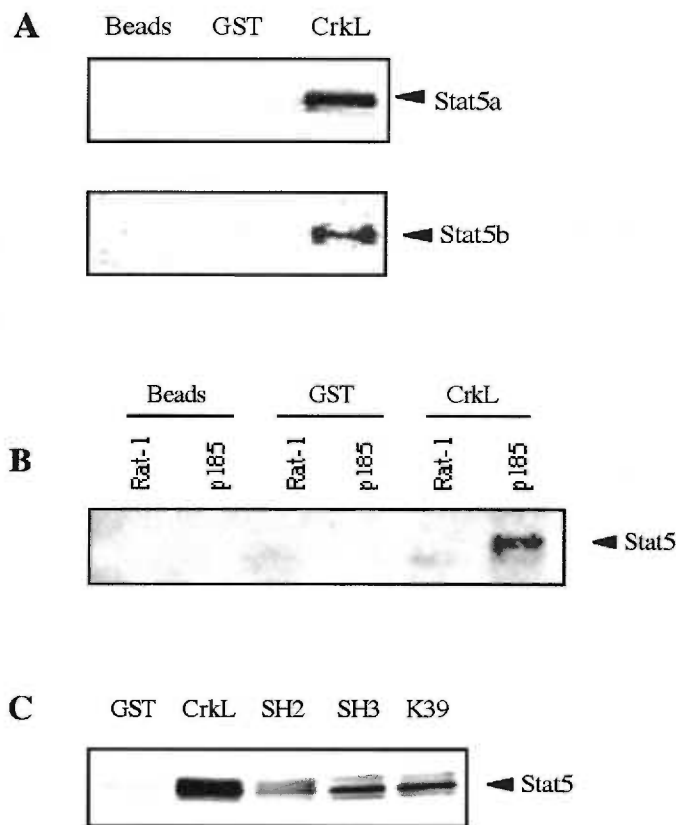 A
Beads GST CrkL
Stat5a
Stat5b
Beads GST CrkL
B
Rat-1 p185 Rat-1 p185 Rat-1 p185
Stat5
C
GST CrkL SH2 SH3 K39
Stat5